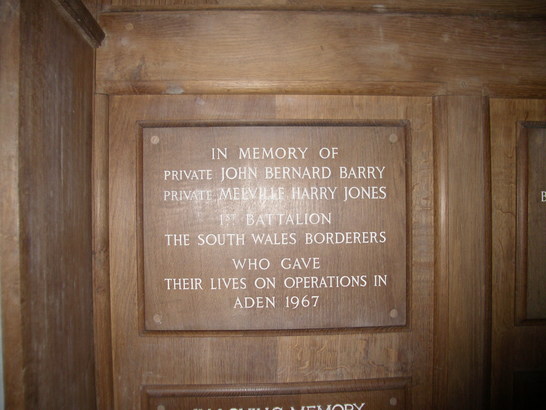 IN MEMORY OF
PRIVATE JOHN BERNARD BARRY
PRIVATE MELVILLE HARRY JONES
1ST BATTALION
THE SOUTH WALES BORDERERS
WHO GAVE
THEIR LIVES ON OPERATIONS IN
ADEN 1967
MEMORY